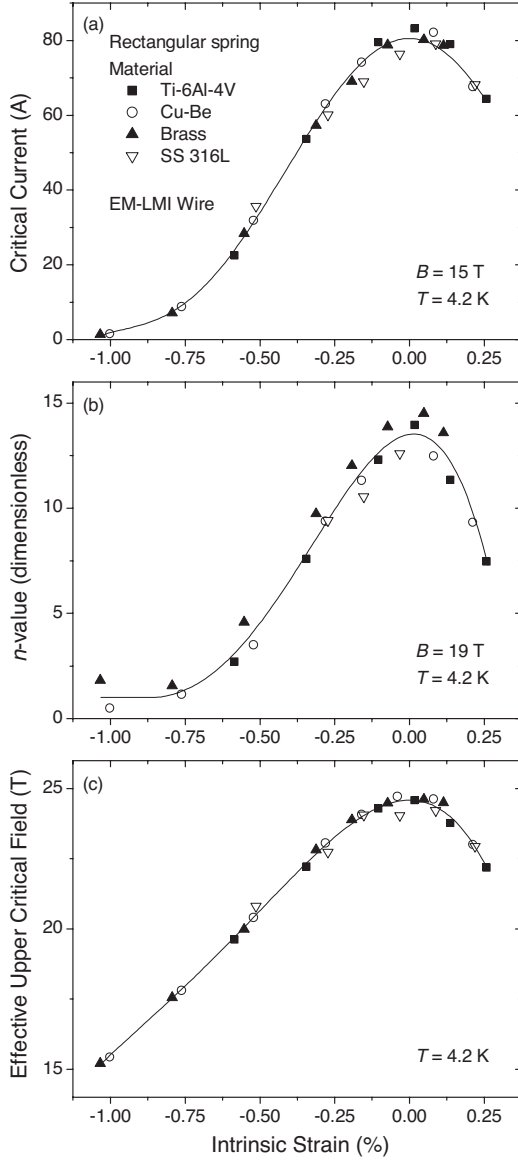 (a)
Rectangular spring
Material
Ti-6Al-4V
Cu-Be
Brass
SS 316L
EM-LMI Wire
B = 15 T
T = 4.2 K
Critical Current (A)
80
60
40
20
0
-1.00 -0.75 -0.50 -0.25 0.00 0.25
(b)
B = 19 T
T = 4.2 K
n-value (dimensionless)
15
10
5
0
-1.00 -0.75 -0.50 -0.25 0.00 0.25
(c)
T = 4.2 K
Effective Upper Critical Field (T)
25
20
15
-1.00 -0.75 -0.50 -0.25 0.00 0.25
Intrinsic Strain (%)